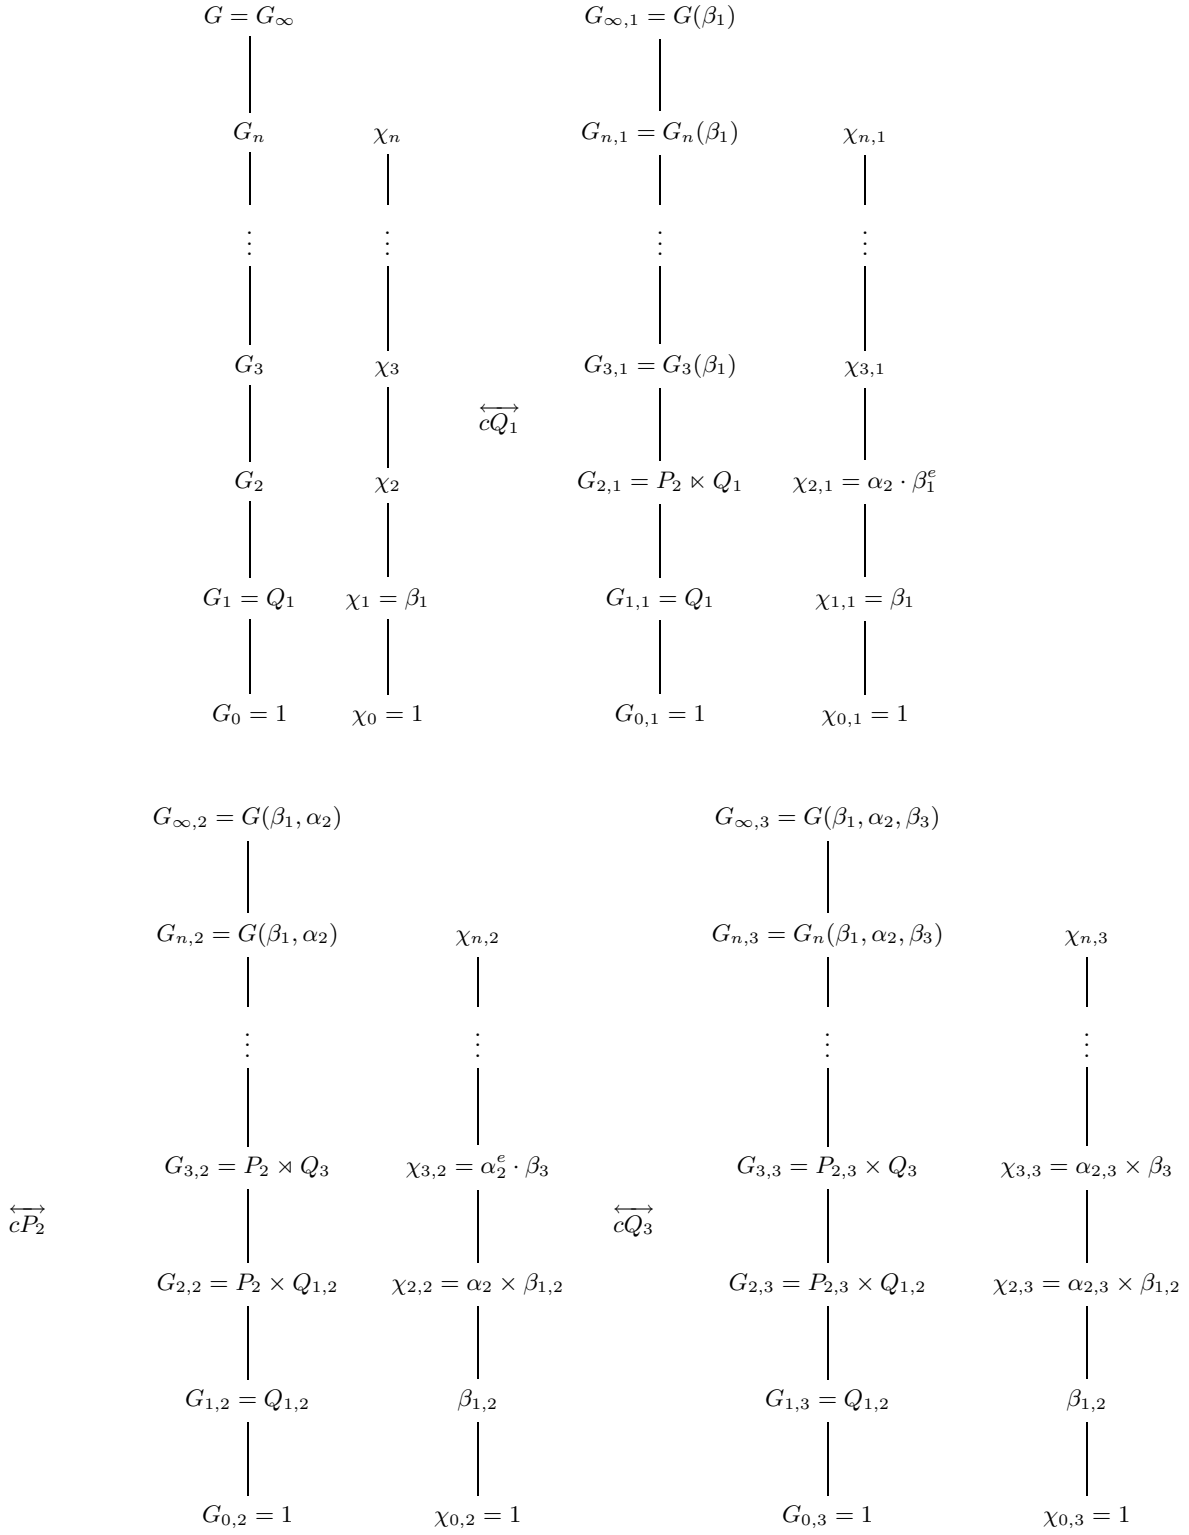 G = G_∞ G_{∞,1} = G(β_1)
G_n χ_n G_{n,1} = G_n(β_1) χ_{n,1}
⋮ ⋮ ⋮ ⋮
G_3 χ_3 G_{3,1} = G_3(β_1) χ_{3,1}
⟷
cQ_1
G_2 χ_2 G_{2,1} = P_2 ⋉ Q_1 χ_{2,1} = α_2 · β_1^e
G_1 = Q_1 χ_1 = β_1 G_{1,1} = Q_1 χ_{1,1} = β_1
G_0 = 1 χ_0 = 1 G_{0,1} = 1 χ_{0,1} = 1
G_{∞,2} = G(β_1, α_2) G_{∞,3} = G(β_1, α_2, β_3)
G_{n,2} = G(β_1, α_2) χ_{n,2} G_{n,3} = G_n(β_1, α_2, β_3) χ_{n,3}
⋮ ⋮ ⋮ ⋮
G_{3,2} = P_2 ⋊ Q_3 χ_{3,2} = α_2^e · β_3 G_{3,3} = P_{2,3} × Q_3 χ_{3,3} = α_{2,3} × β_3
⟷ ⟷
cP_2 cQ_3
G_{2,2} = P_2 × Q_{1,2} χ_{2,2} = α_2 × β_{1,2} G_{2,3} = P_{2,3} × Q_{1,2} χ_{2,3} = α_{2,3} × β_{1,2}
G_{1,2} = Q_{1,2} β_{1,2} G_{1,3} = Q_{1,2} β_{1,2}
G_{0,2} = 1 χ_{0,2} = 1 G_{0,3} = 1 χ_{0,3} = 1